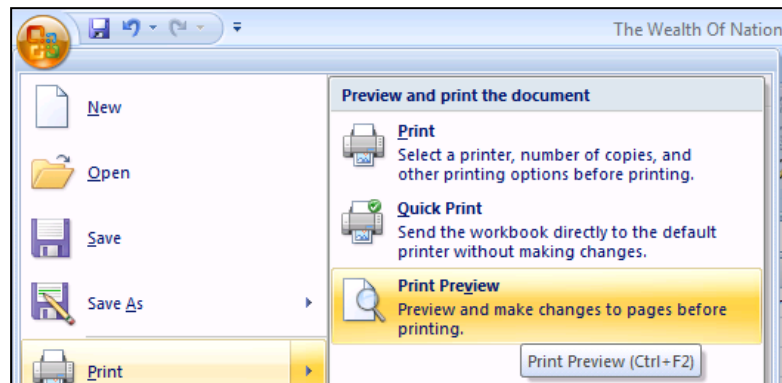 The Wealth Of Nation
New
Open
Save
Save As
Print
Preview and print the document
Print
Select a printer, number of copies, and
other printing options before printing.
Quick Print
Send the workbook directly to the default
printer without making changes.
Print Preview
Preview and make changes to pages before
printing.
Print Preview (Ctrl+F2)